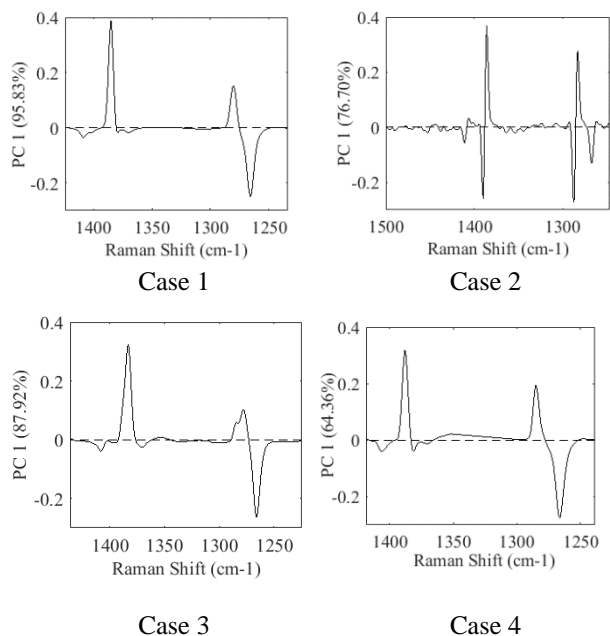 0.4
0.2
0
-0.2
PC 1 (95.83%)
1400 1350 1300 1250
Raman Shift (cm-1)
Case 1
0.4
0.2
0
-0.2
PC 1 (76.70%)
1500 1400 1300
Raman Shift (cm-1)
Case 2
0.4
0.2
0
-0.2
PC 1 (87.92%)
1400 1350 1300 1250
Raman Shift (cm-1)
Case 3
0.4
0.2
0
-0.2
PC 1 (64.36%)
1400 1350 1300 1250
Raman Shift (cm-1)
Case 4